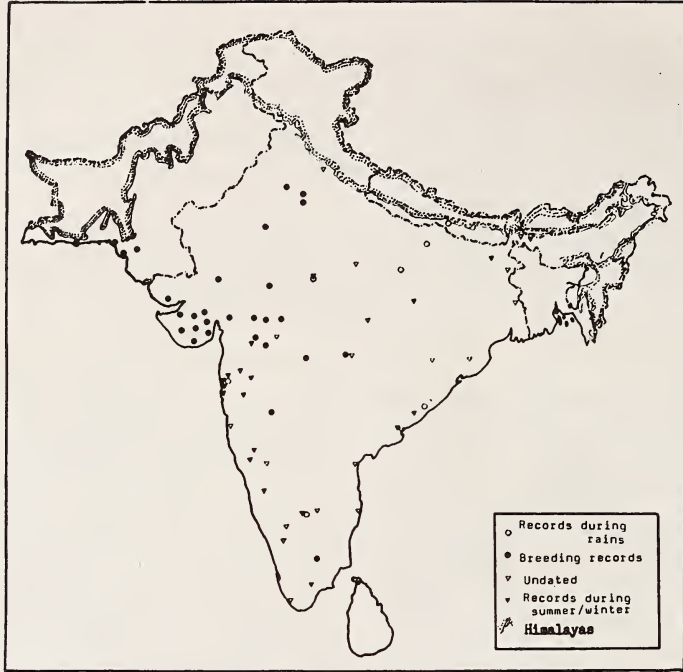 Records during
rains
Breeding records
Undated
Records during
summer/winter
Himalayas